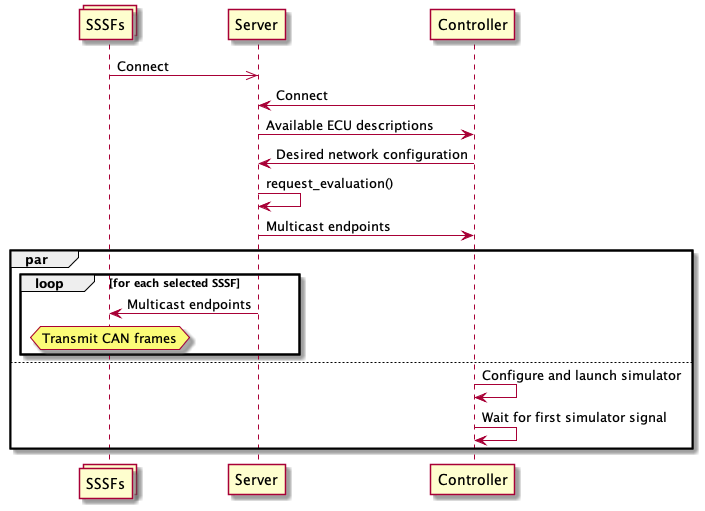 SSSFs Server Controller
Connect
Connect
Available ECU descriptions
Desired network configuration
request_evaluation()
Multicast endpoints
par
loop [for each selected SSSF]
Multicast endpoints
Transmit CAN frames
Configure and launch simulator
Wait for first simulator signal
SSSFs Server Controller